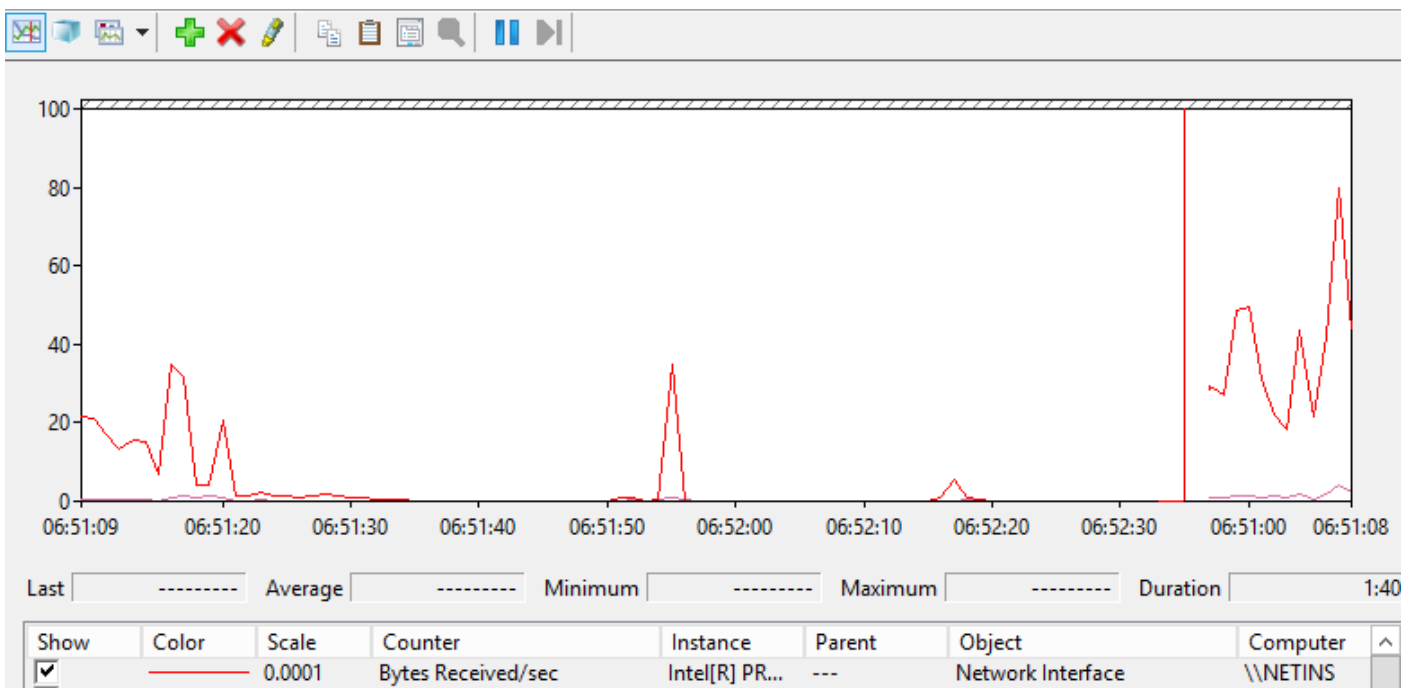 100
80
60
40
20
0
06:51:09 06:51:20 06:51:30 06:51:40 06:51:50 06:52:00 06:52:10 06:52:20 06:52:30 06:51:00 06:51:08
Last --------- Average --------- Minimum --------- Maximum --------- Duration 1:40
Show Color Scale Counter Instance Parent Object Computer
0.0001 Bytes Received/sec Intel[R] PR... --- Network Interface \\NETINS